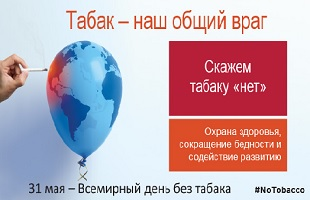 Табак – наш общий враг
Скажем
табаку «нет»
Охрана здоровья,
сокращение бедности и
содействие развитию
31 мая – Всемирный день без табака
#NoTobacco